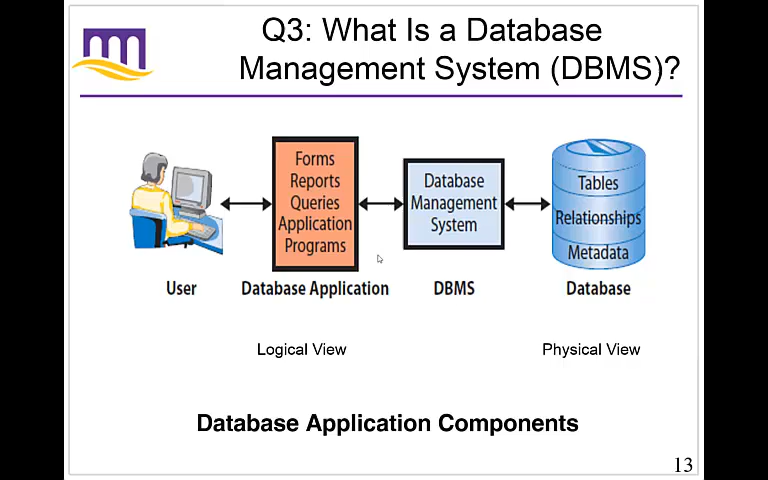 Q3: What Is a Database
Management System (DBMS)?
Forms
Reports
Queries
Application
Programs
Database
Management
System
Tables
Relationships
Metadata
User
Database Application
DBMS
Database
Logical View
Physical View
Database Application Components
13